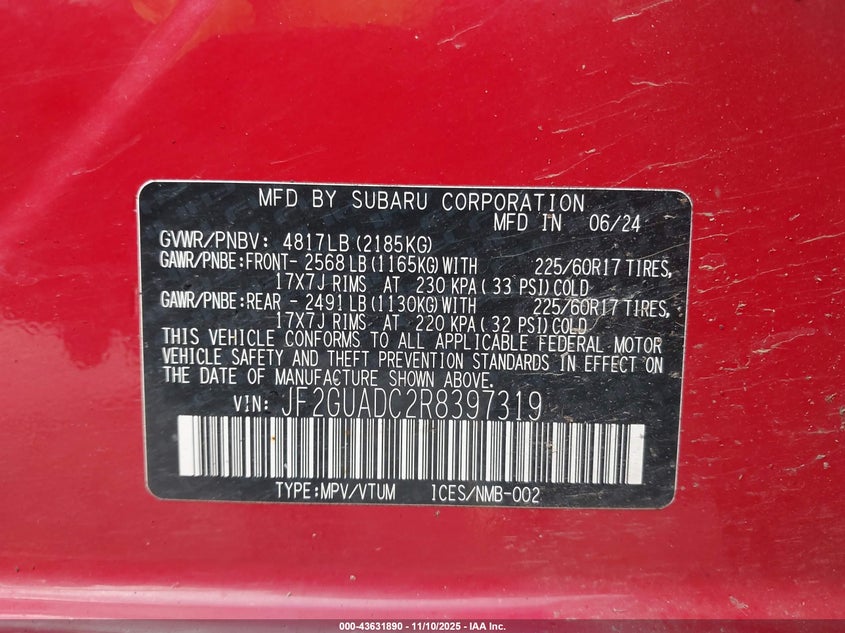 MFD BY SUBARU CORPORATION
MFD IN 06/24
GVWR/PNBV: 4817LB(2185KG)
GAWR/PNBE:FRONT- 2568LB(1165KG)WITH 225/60R17 TIRES,
17X7J RIMS AT 230 KPA( 33 PSI)COLD
GAWR/PNBE:REAR - 2491LB(1130KG)WITH 225/60R17 TIRES,
17X7J RIMS AT 220 KPA( 32 PSI)COLD
THIS VEHICLE CONFORMS TO ALL APPLICABLE FEDERAL MOTOR
VEHICLE SAFETY AND THEFT PREVENTION STANDARDS IN EFFECT ON
THE DATE OF MANUFACTURE SHOWN ABOVE.
VIN: JF2GUADC2R8397319
TYPE:MPV/VTUM ICES/NMB-002
000-43631890 - 11/10/2025 - IAA Inc.